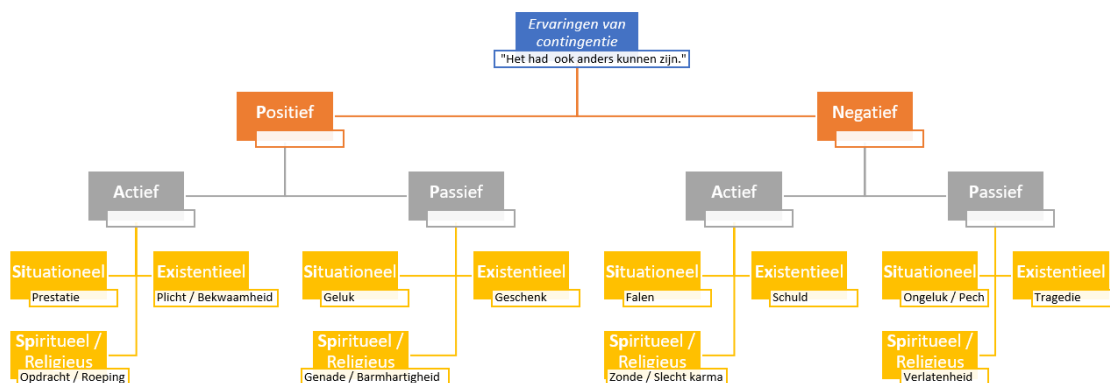 Ervaringen van
contingentie
"Het had  ook anders kunnen zijn."
Positief
Negatief
Actief
Passief
Actief
Passief
Situationeel
Prestatie
Existentieel
Plicht / Bekwaamheid
Situationeel
Geluk
Existentieel
Geschenk
Situationeel
Falen
Existentieel
Schuld
Situationeel
Ongeluk / Pech
Existentieel
Tragedie
Spiritueel /
Religieus
Opdracht / Roeping
Spiritueel /
Religieus
Genade / Barmhartigheid
Spiritueel /
Religieus
Zonde / Slecht karma
Spiritueel /
Religieus
Verlatenheid